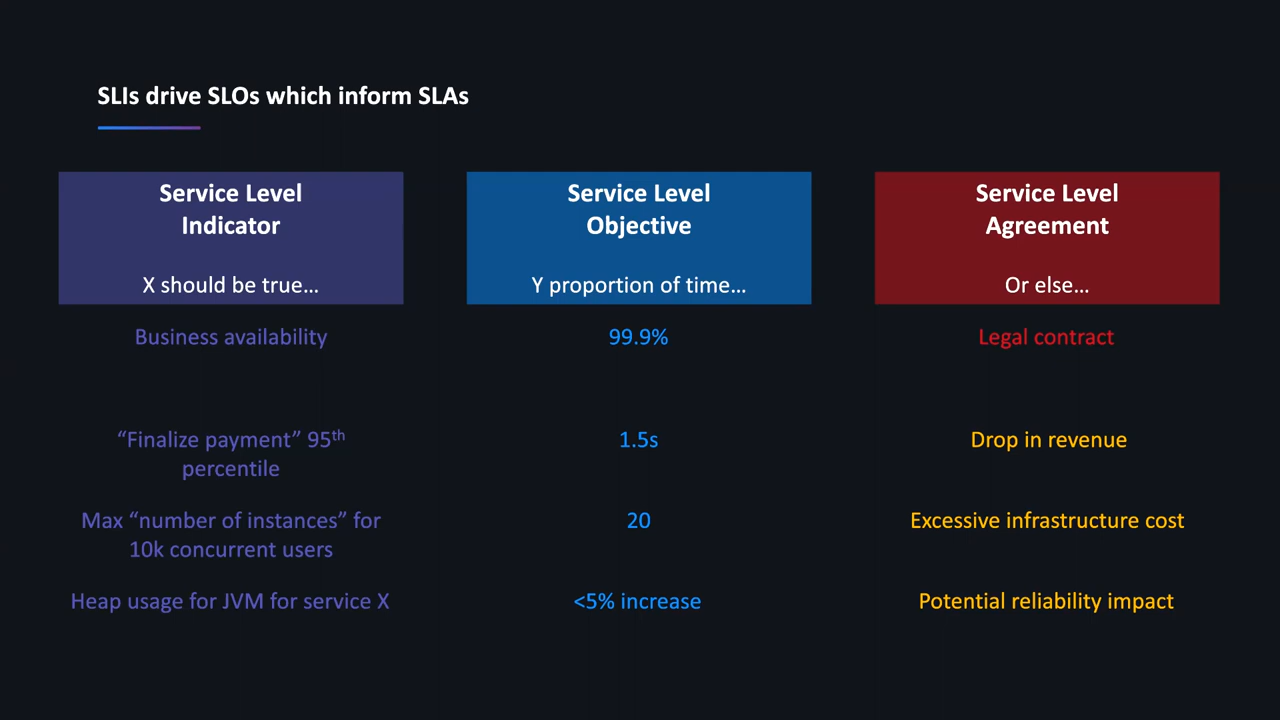 SLIs drive SLOs which inform SLAs
Service Level
Indicator
X should be true…
Service Level
Objective
Y proportion of time…
Service Level
Agreement
Or else…
Business availability
99.9%
Legal contract
“Finalize payment” 95th
percentile
1.5s
Drop in revenue
Max “number of instances” for
10k concurrent users
20
Excessive infrastructure cost
Heap usage for JVM for service X
<5% increase
Potential reliability impact